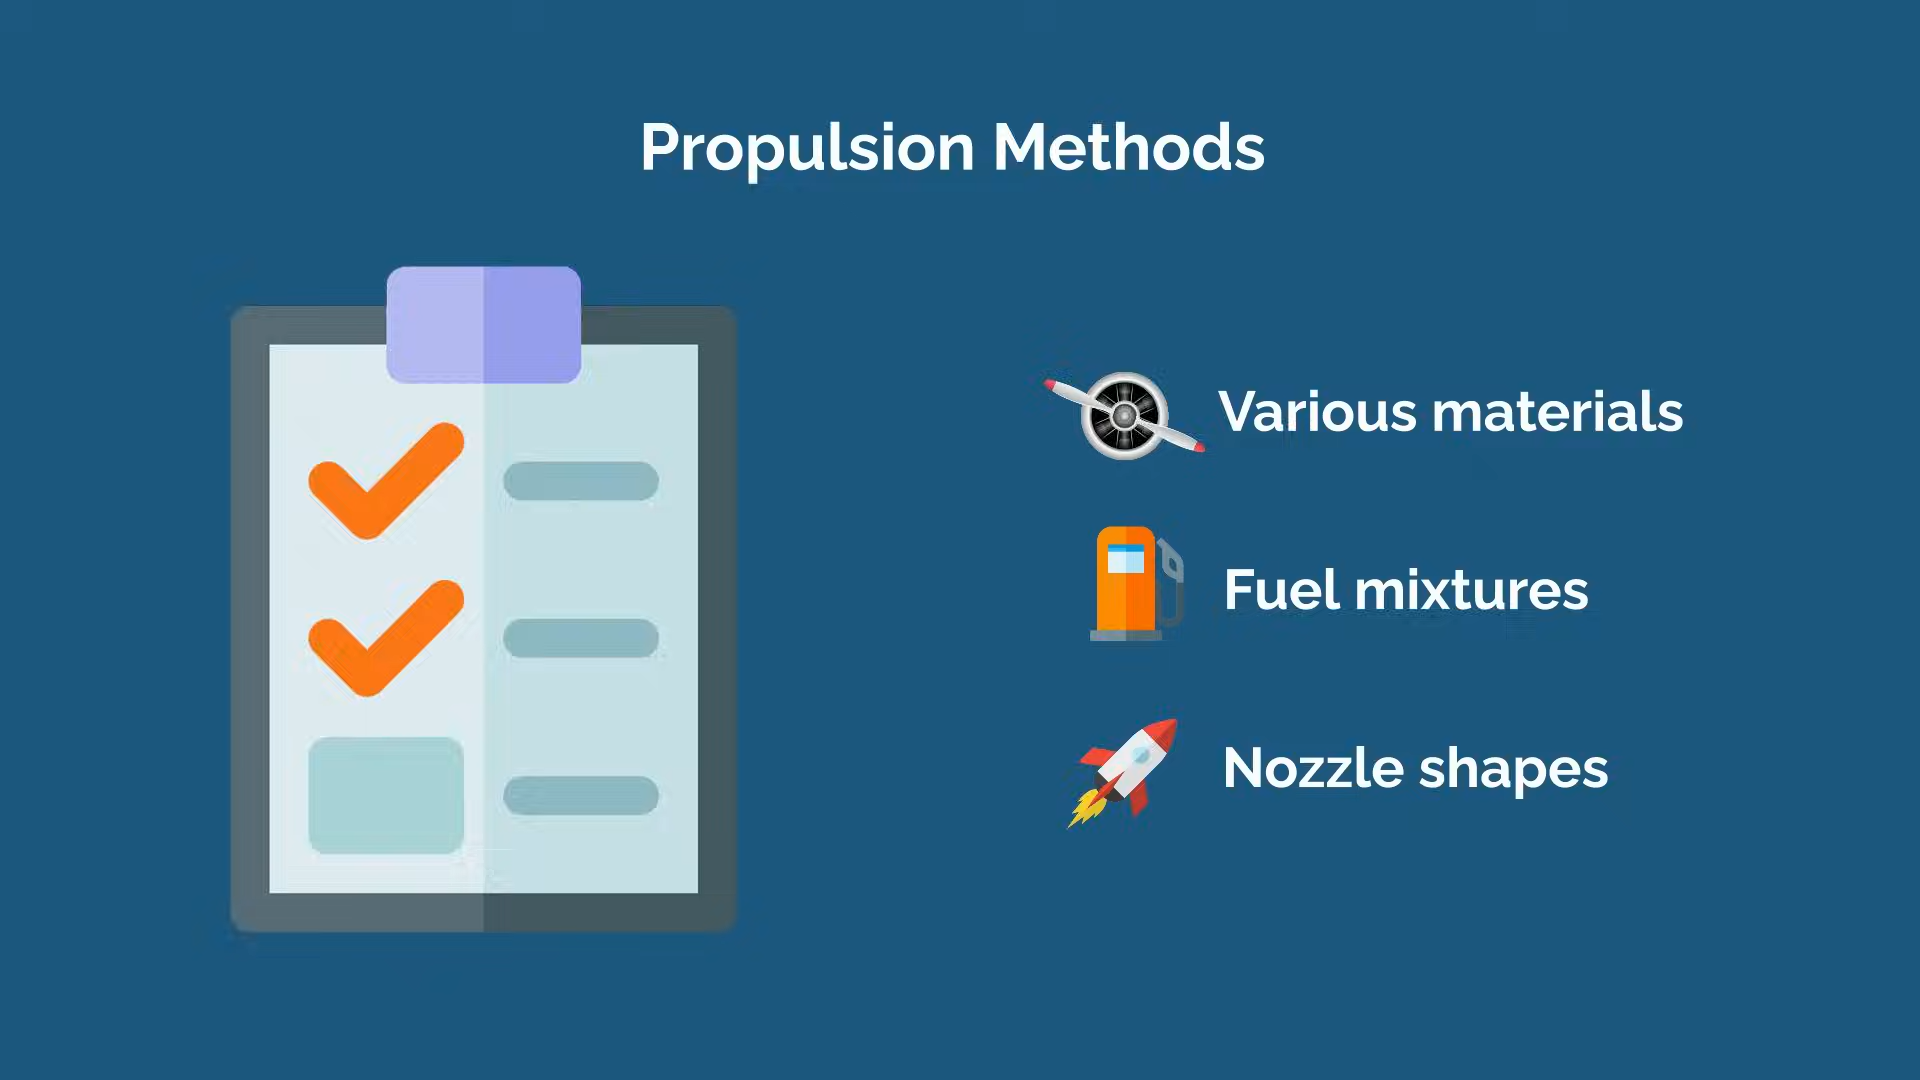 Propulsion Methods
Various materials
Fuel mixtures
Nozzle shapes